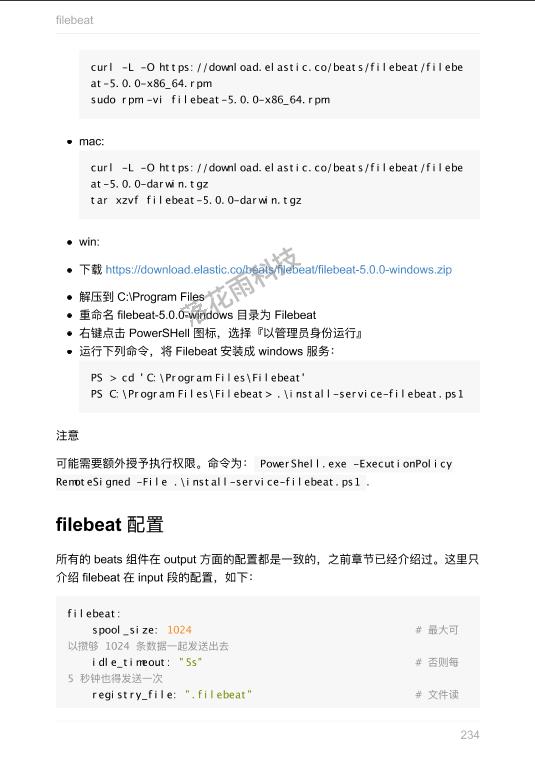 filebeat
curl -L -O https://download.elastic.co/beats/filebeat/filebe
at-5.0.0-x86_64.rpm
sudo rpm -vi filebeat-5.0.0-x86_64.rpm
• mac:
curl -L -O https://download.elastic.co/beats/filebeat/filebe
at-5.0.0-darwin.tgz
tar xzvf filebeat-5.0.0-darwin.tgz
• win:
• 下载 https://download.elastic.co/beats/filebeat/filebeat-5.0.0-windows.zip
• 解压到 C:\Program Files
• 重命名 filebeat-5.0.0-windows 目录为 Filebeat
• 右键点击 PowerSHell 图标，选择『以管理员身份运行』
• 运行下列命令，将 Filebeat 安装成 windows 服务：
落花雨科技
PS > cd 'C:\Program Files\Filebeat'
PS C:\Program Files\Filebeat> .\install-service-filebeat.ps1
注意
可能需要额外授予执行权限。命令为： PowerShell.exe -ExecutionPolicy
RemoteSigned -File .\install-service-filebeat.ps1 .
filebeat 配置
所有的 beats 组件在 output 方面的配置都是一致的，之前章节已经介绍过。这里只
介绍 filebeat 在 input 段的配置，如下：
filebeat:
spool_size: 1024 # 最大可
以攒够 1024 条数据一起发送出去
idle_timeout: "5s" # 否则每
5 秒钟也得发送一次
registry_file: ".filebeat" # 文件读
234